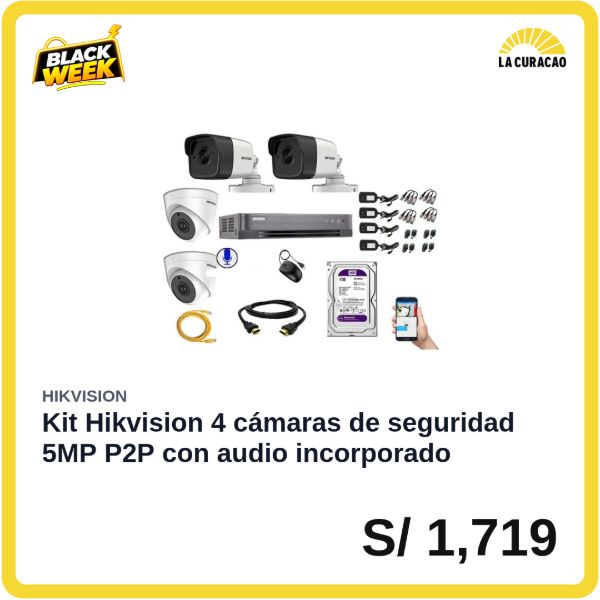 BLACK
WEEK
LA CURACAO
HIKVISION
Kit Hikvision 4 cámaras de seguridad
5MP P2P con audio incorporado
S/ 1,719